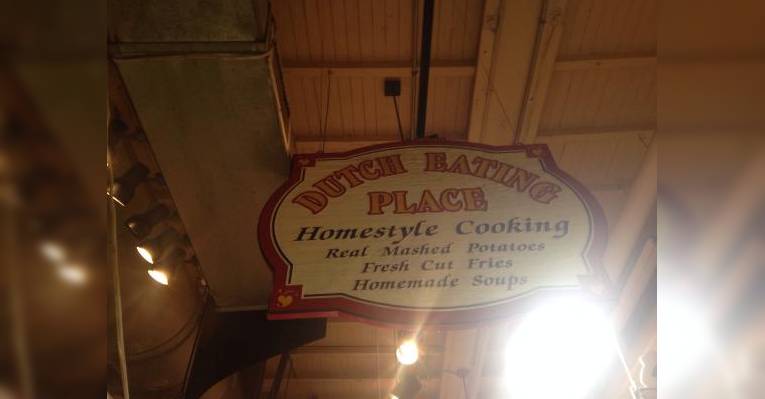 DUTCH EATING
PLACE
Homestyle Cooking
Real Mashed Potatoes
Fresh Cut Fries
Homemade Soups